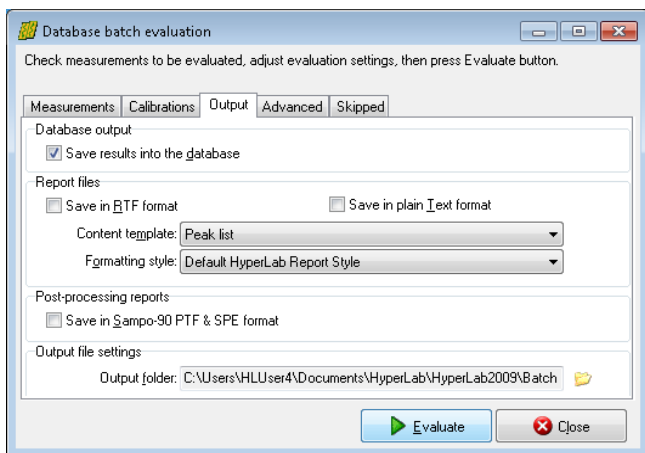 Database batch evaluation
Check measurements to be evaluated, adjust evaluation settings, then press Evaluate button.
Measurements Calibrations Output Advanced Skipped
Database output
Save results into the database
Report files
Save in RTF format Save in plain Text format
Content template: Peak list
Formatting style: Default HyperLab Report Style
Post-processing reports
Save in Sampo-90 PTF & SPE format
Output file settings
Output folder: C:\Users\HLUser4\Documents\HyperLab\HyperLab2009\Batch
Evaluate Close